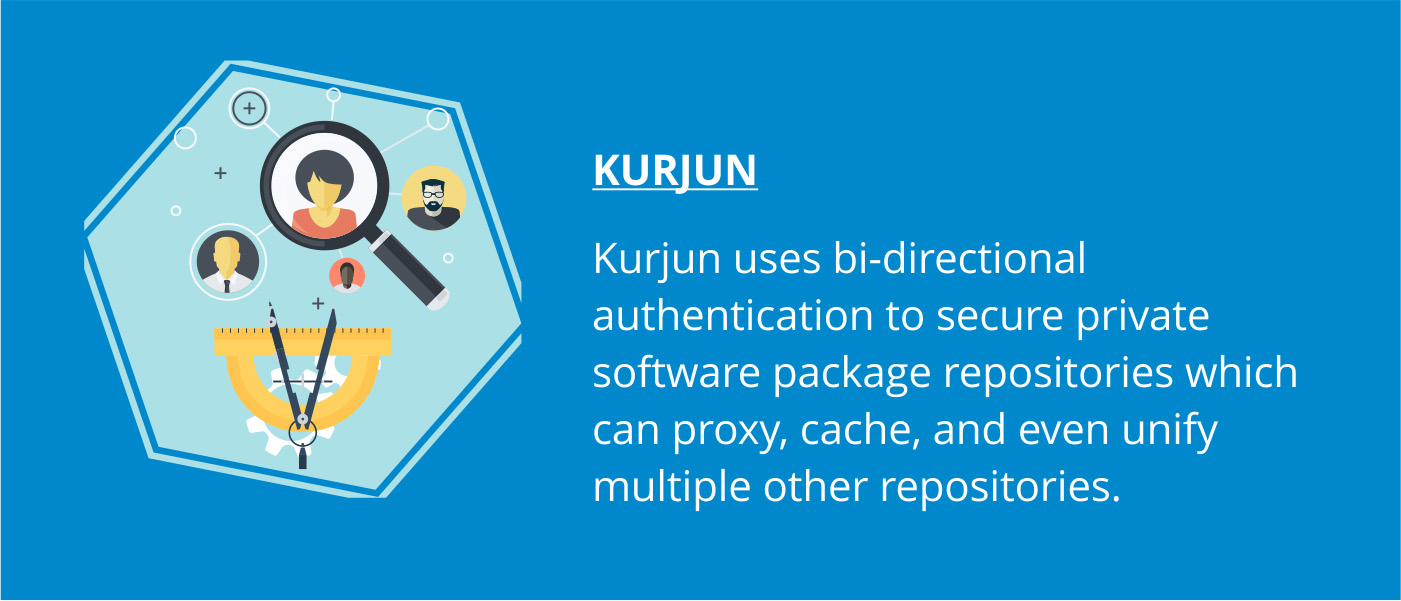 KURJUN
Kurjun uses bi-directional
authentication to secure private
software package repositories which
can proxy, cache, and even unify
multiple other repositories.